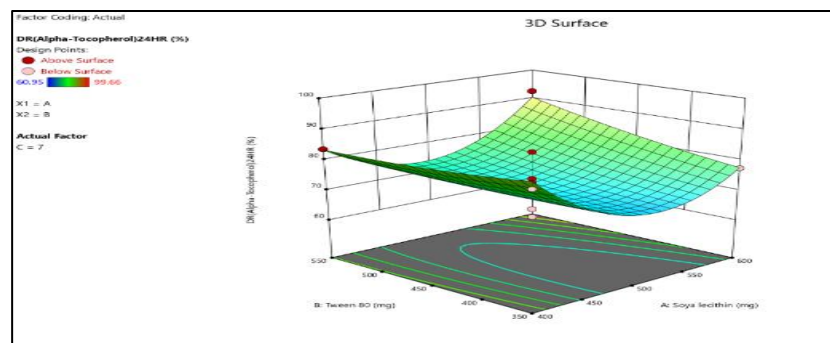 Factor Coding: Actual
3D Surface
DR(Alpha-Tocopherol)24HR (%)
Design Points:
Above Surface
Below Surface
60.95 99.66
X1 = A
X2 = B
Actual Factor
C = 7
DR(Alpha-Tocopherol)24HR (%)
100
90
80
70
60
550
500
450
400
350
400
450
500
550
600
B: Tween 80 (mg)
A: Soya lecithin (mg)